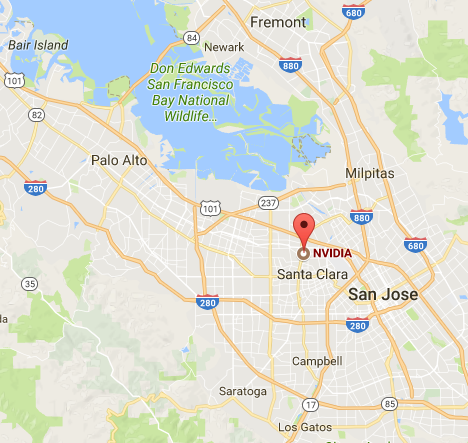 680
Fremont
Bair Island
84
Newark
880
Don Edwards
San Francisco
Bay National
Wildlife...
101
82
Palo Alto
Milpitas
280
101
237
880
680
NVIDIA
Santa Clara
35
San Jose
280
280
Campbell
Saratoga
17
85
Los Gatos